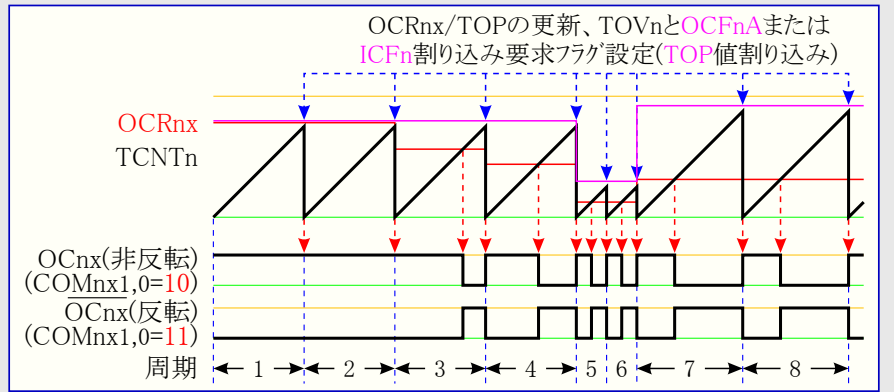 OCRnx/TOPの更新、TOVnとOCFnAまたは
ICFn割り込み要求フラグ設定(TOP値割り込み)
OCRnx
TCNTn
OCnx(非反転)
(COMnx1,0=10)
OCnx(反転)
(COMnx1,0=11)
周期 1 2 3 4 5 6 7 8